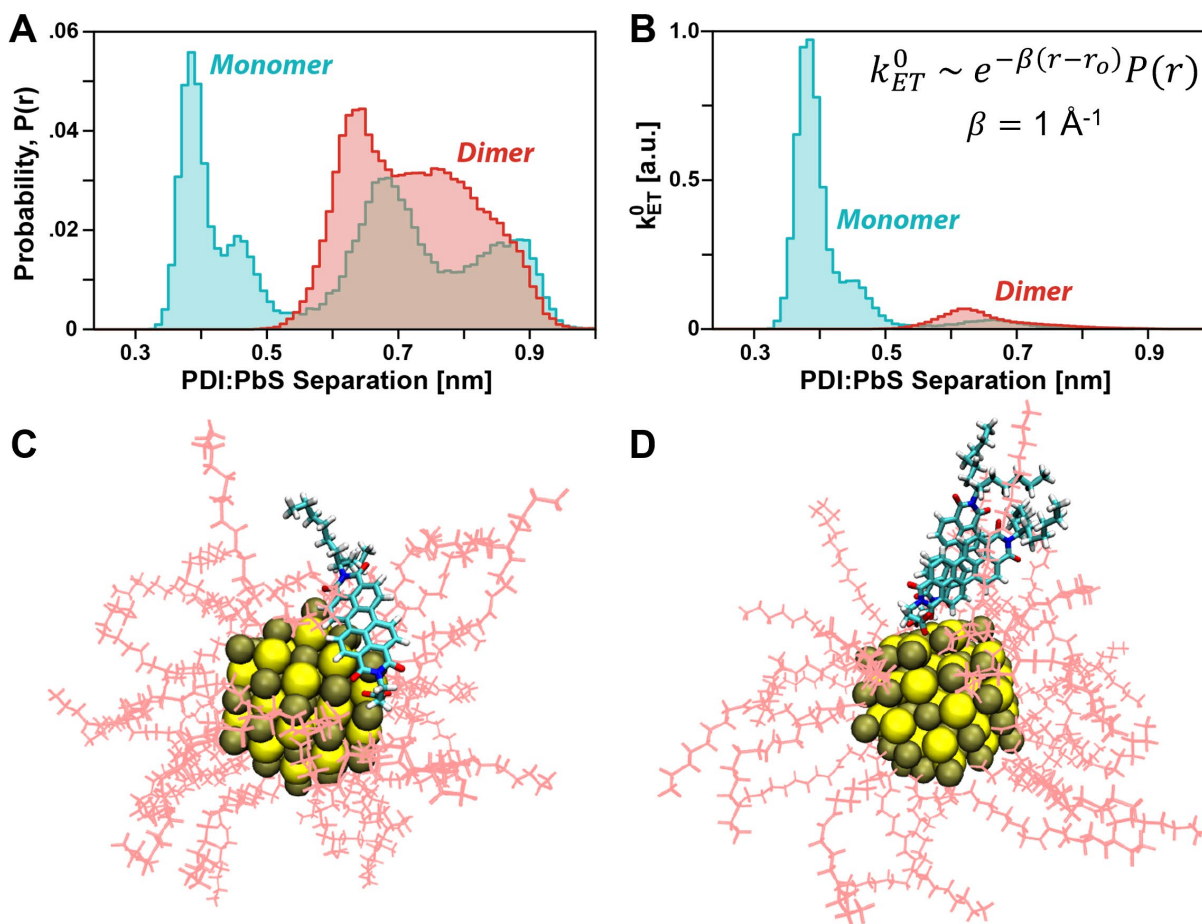 A
B
.06
.04
.02
0
Probability, P(r)
Monomer
Dimer
0.3 0.5 0.7 0.9
PDI:PbS Separation [nm]
1.0
0.5
0
k⁰ET [a.u.]
k⁰ET ~ e^−β(r−rₒ)P(r)
β = 1 Å⁻¹
Monomer
Dimer
0.3 0.5 0.7 0.9
PDI:PbS Separation [nm]
C
D